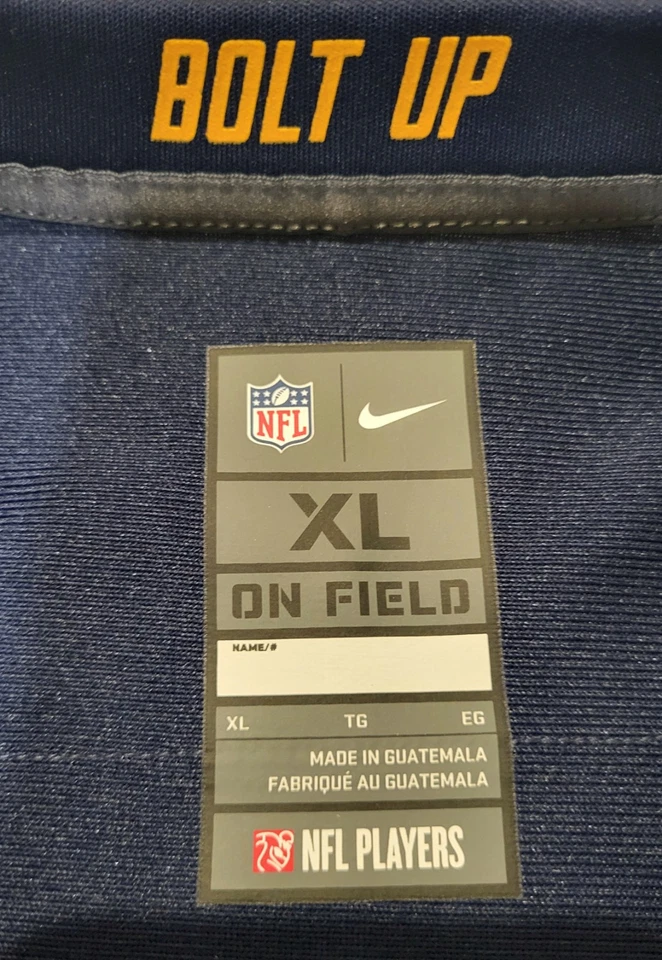 BOLT UP
NFL
XL
ON FIELD
NAME/#
XL TG EG
MADE IN GUATEMALA
FABRIQUÉ AU GUATEMALA
NFL PLAYERS